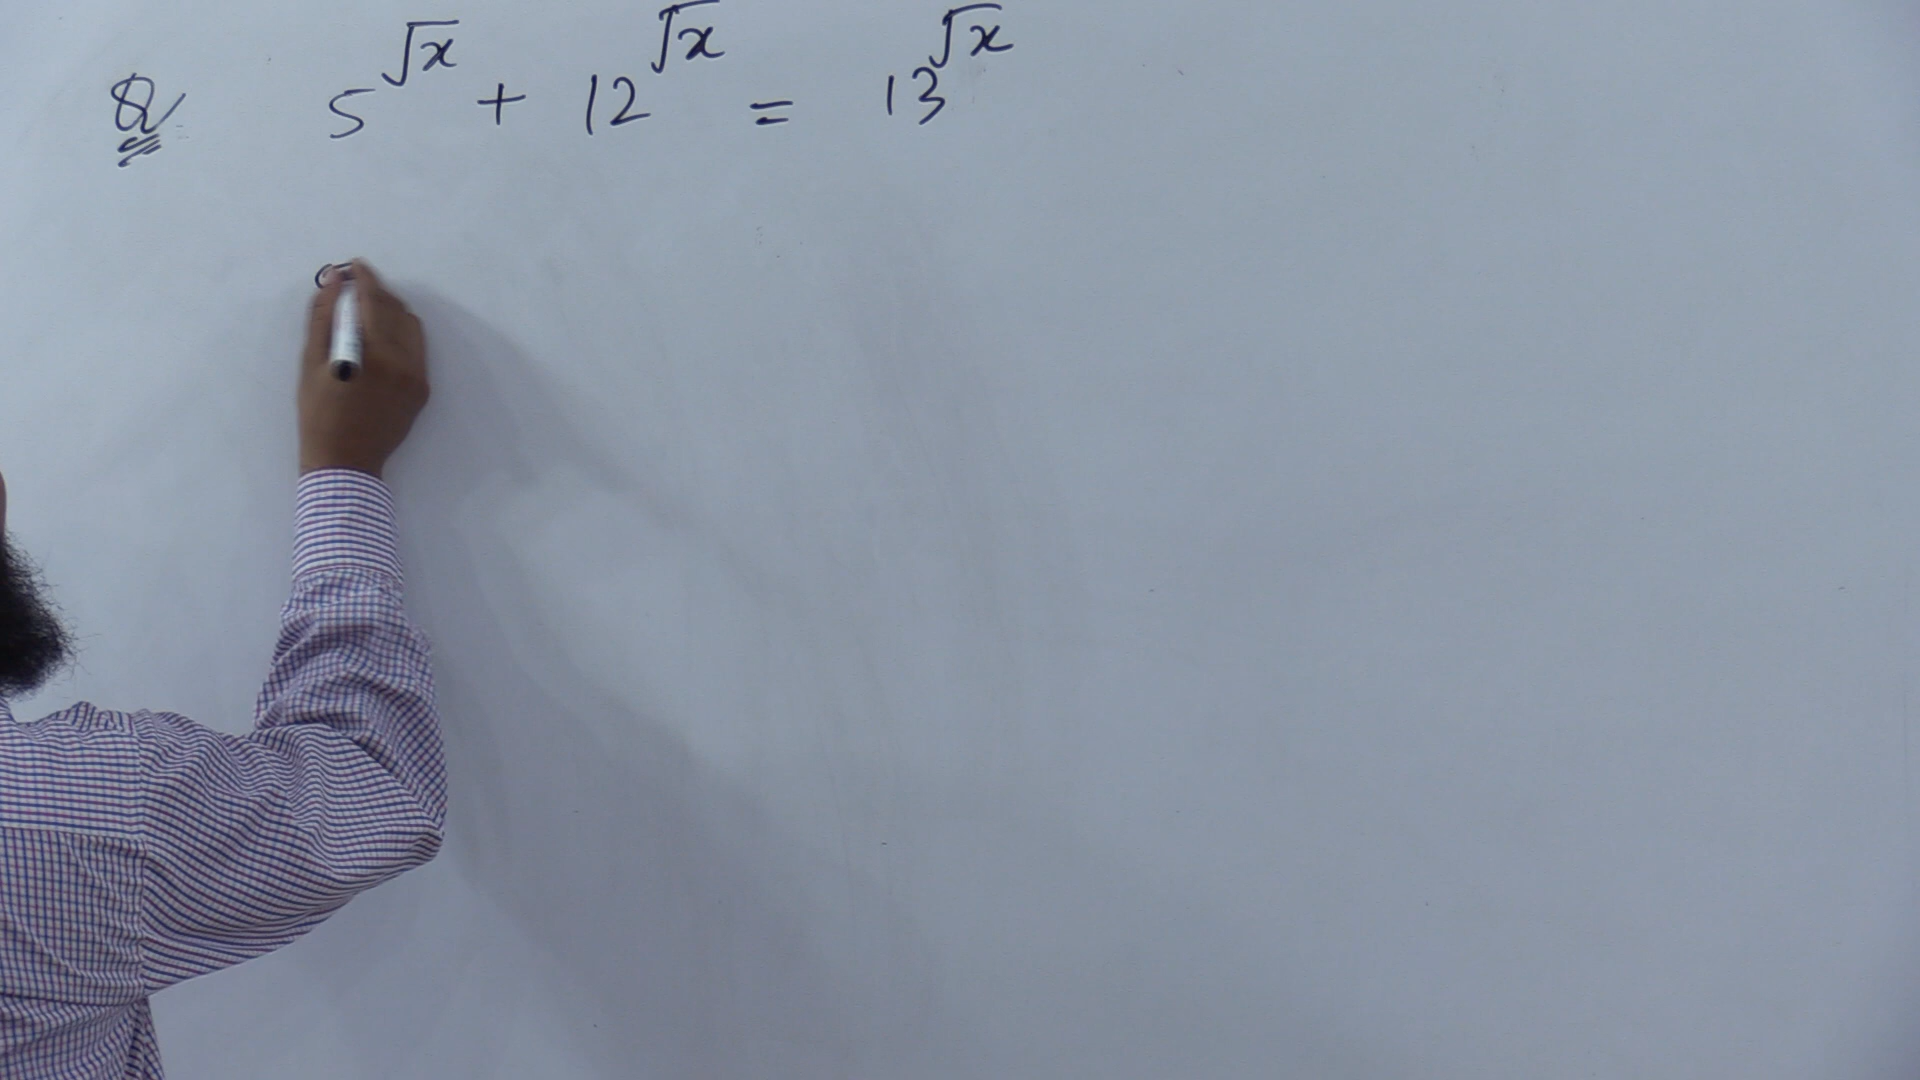 Q 5^√x + 12^√x = 13^√x